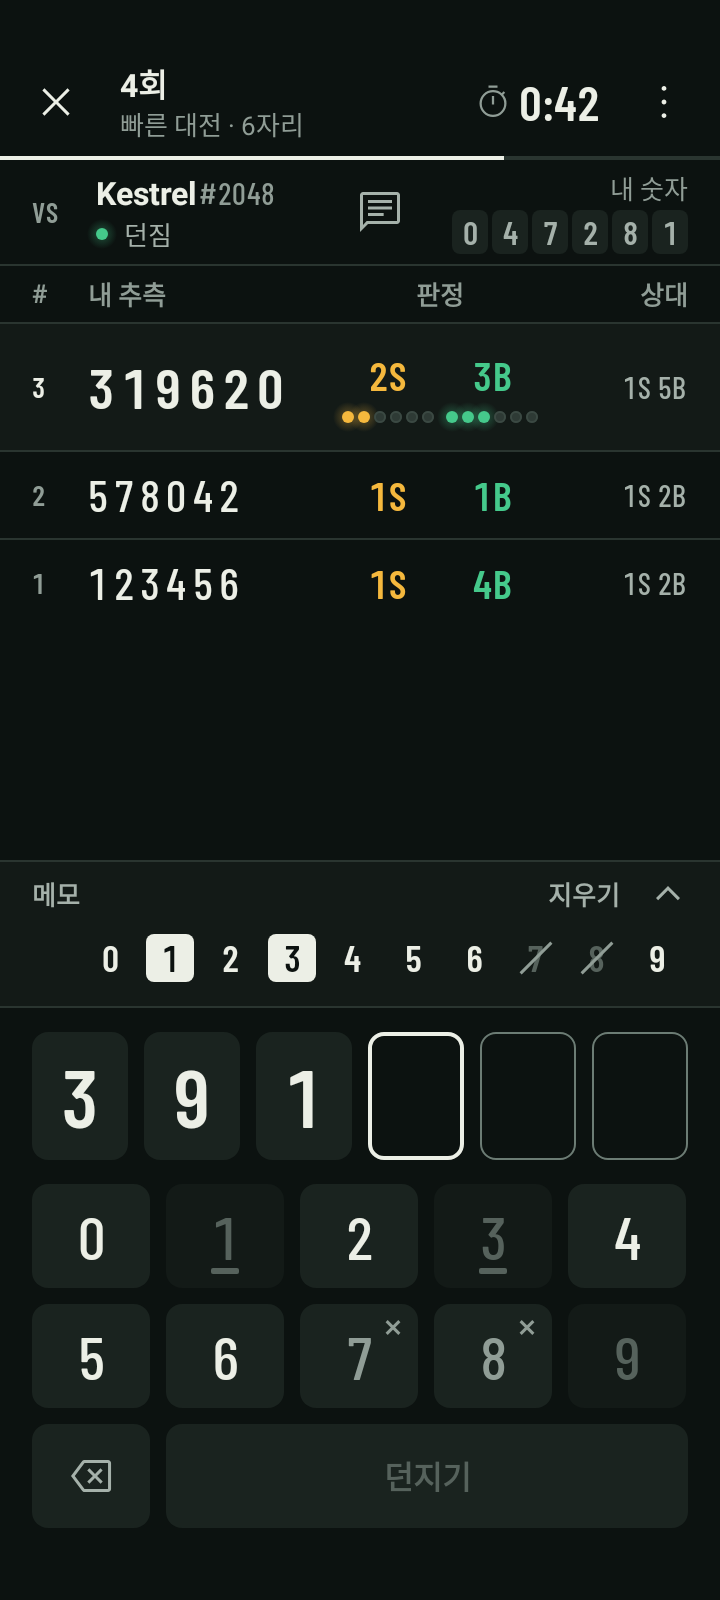 4회
빠른 대전 · 6자리
0:42
VS
Kestrel #2048
던짐
내 숫자
0 4 7 2 8 1
# 내 추측 판정 상대
3 319620 2S 3B 1S 5B
2 578042 1S 1B 1S 2B
1 123456 1S 4B 1S 2B
메모 지우기
0 1 2 3 4 5 6 7 8 9
3 9 1
0 1 2 3 4
5 6 7 8 9
던지기